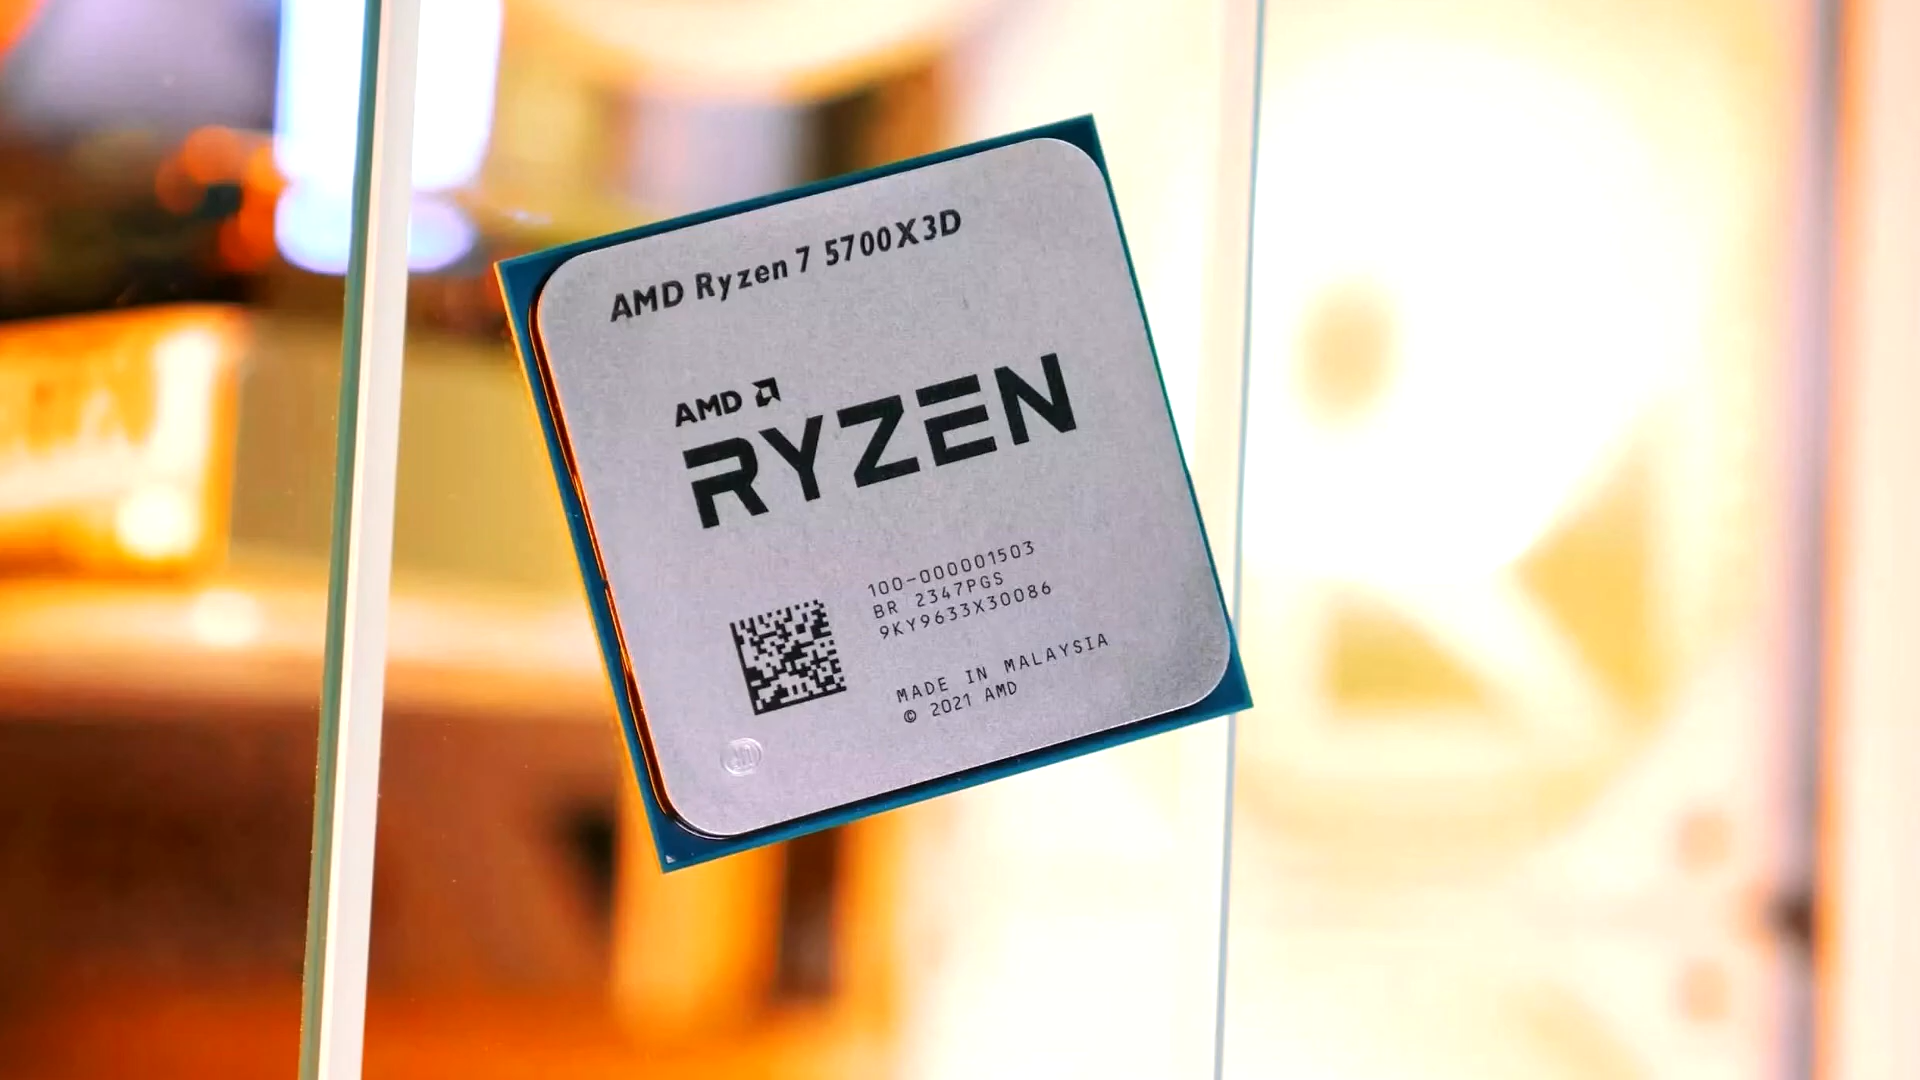 AMD Ryzen 7 5700X3D
AMD
RYZEN
100-000001503
BR 2347PGS
9KY9633X30086
MADE IN MALAYSIA
© 2021 AMD